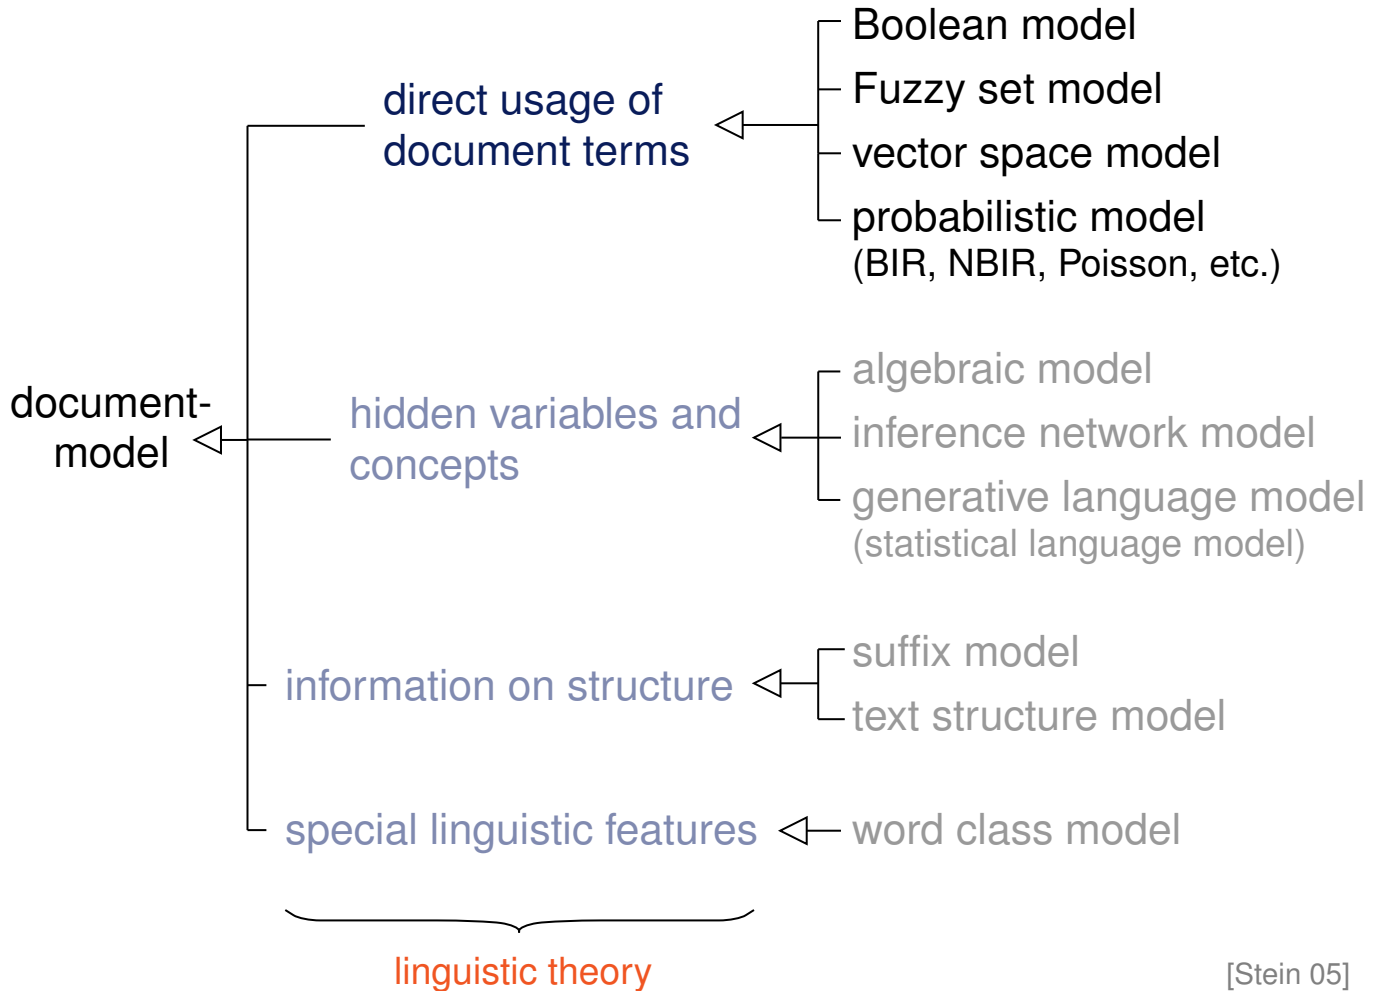 Boolean model
direct usage of
document terms
Fuzzy set model
vector space model
probabilistic model
(BIR, NBIR, Poisson, etc.)
document-
model
hidden variables and
concepts
algebraic model
inference network model
generative language model
(statistical language model)
information on structure
suffix model
text structure model
special linguistic features
word class model
linguistic theory
[Stein 05]